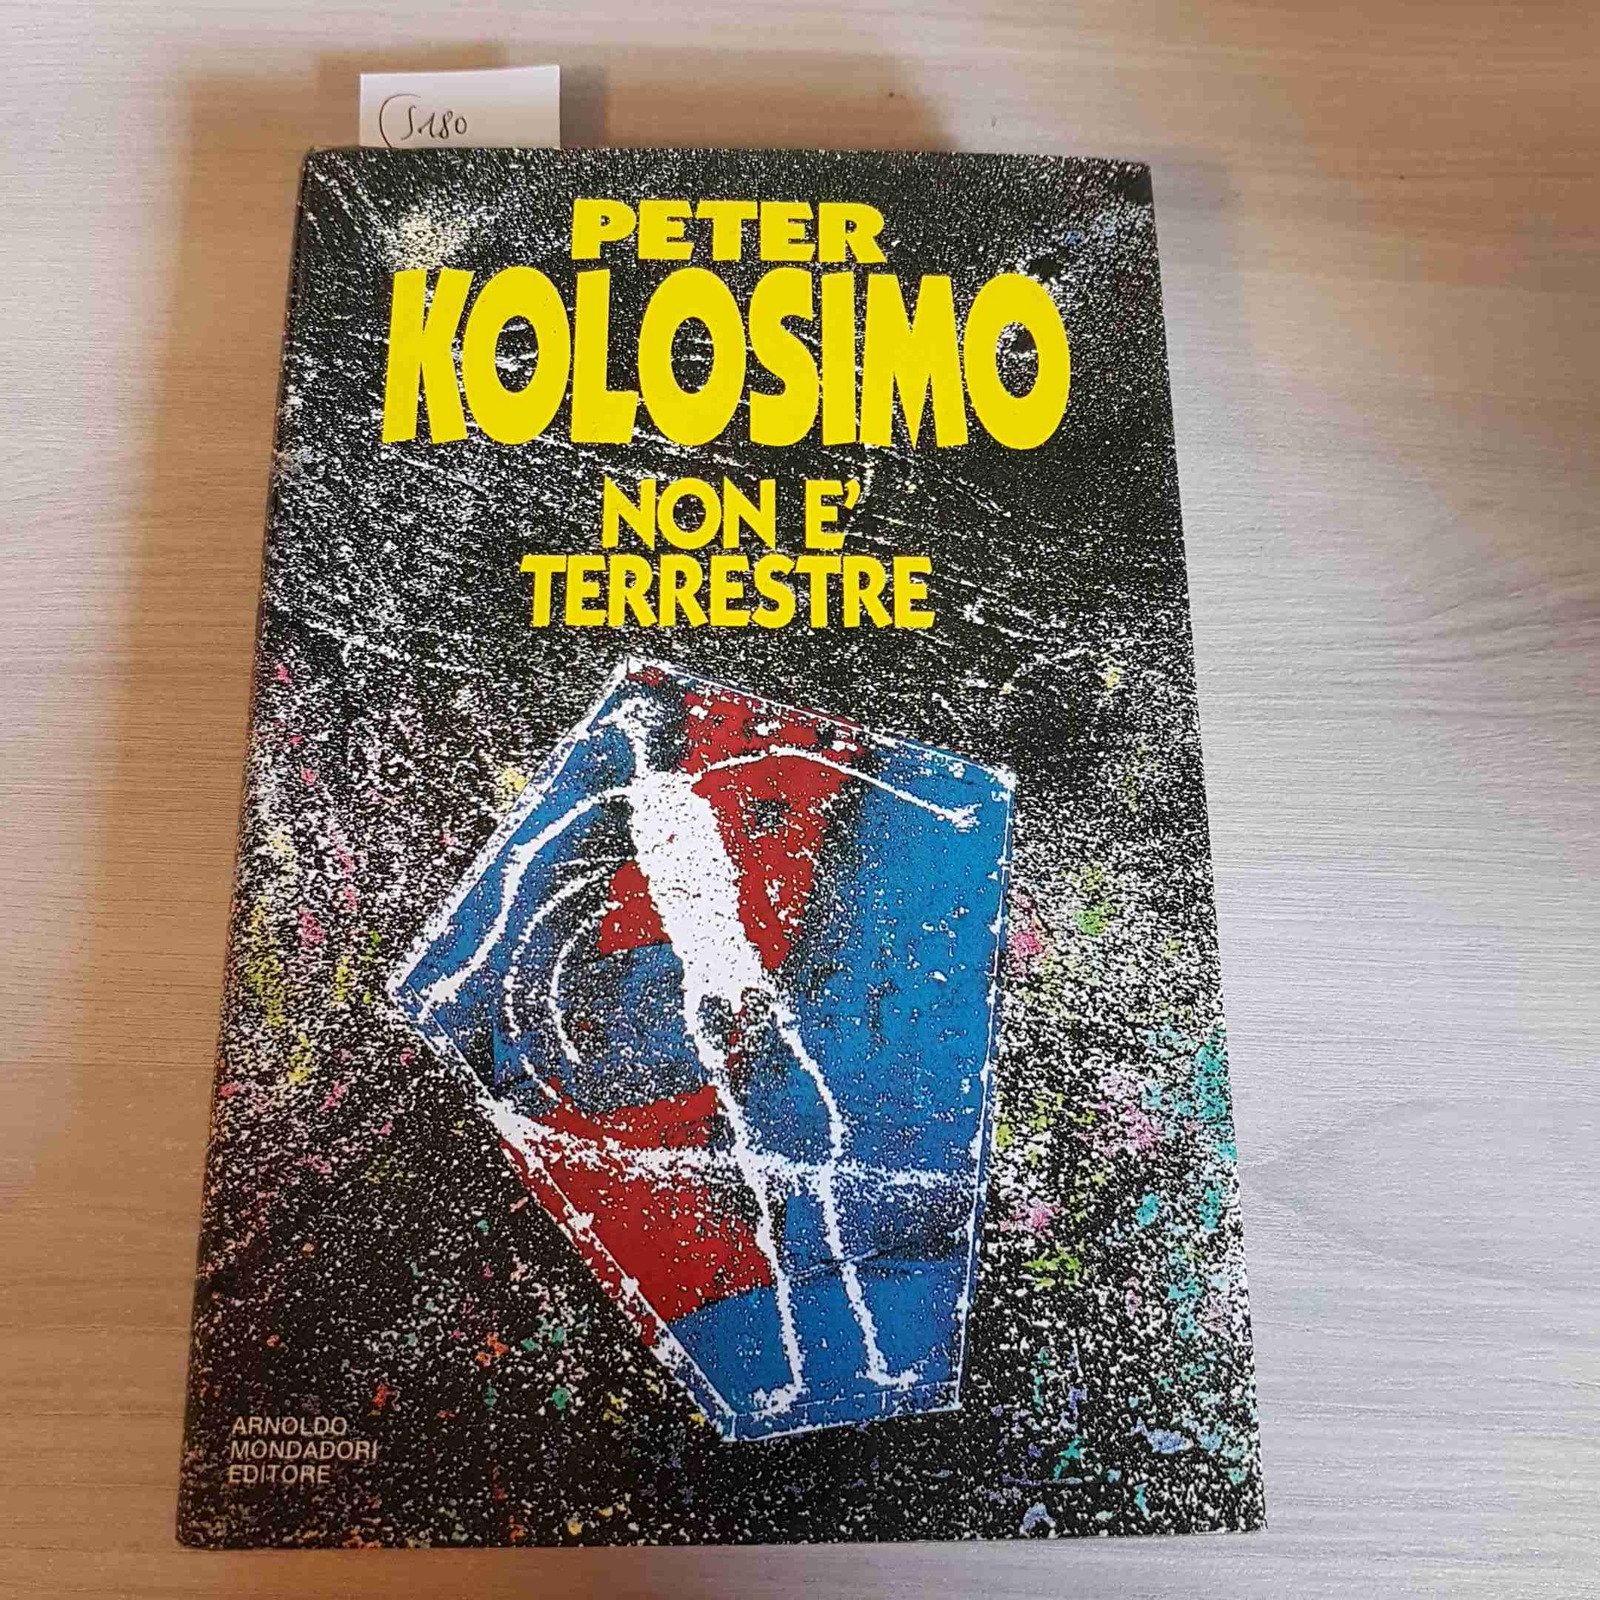 S180
PETER
KOLOSIMO
NON E'
TERRESTRE
ARNOLDO
MONDADORI
EDITORE